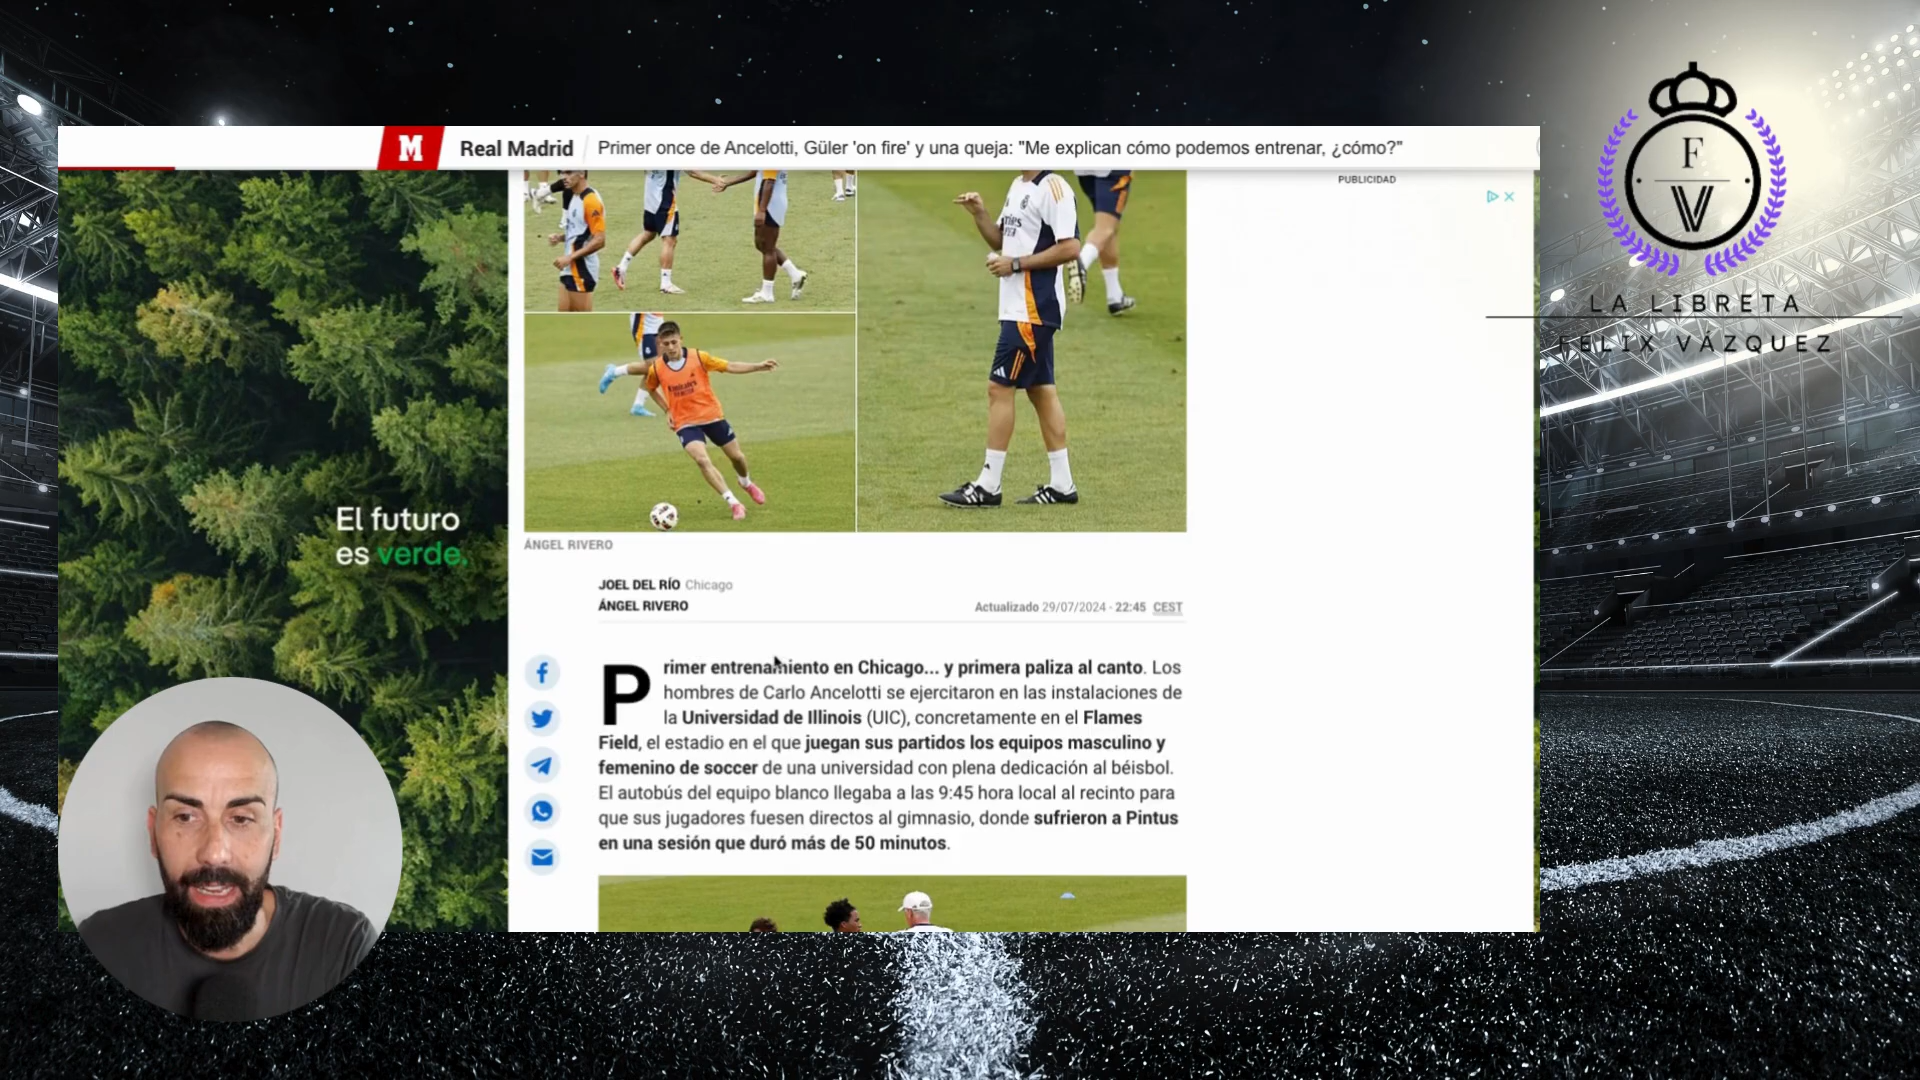 M Real Madrid Primer once de Ancelotti, Güler 'on fire' y una queja: "Me explican cómo podemos entrenar, ¿cómo?"
PUBLICIDAD
F
V
LA LIBRETA
FÉLIX VÁZQUEZ
El futuro
es verde.
ÁNGEL RIVERO
JOEL DEL RÍO Chicago
ÁNGEL RIVERO
Actualizado 29/07/2024 - 22:45 CEST
Primer entrenamiento en Chicago... y primera paliza al canto. Los
hombres de Carlo Ancelotti se ejercitaron en las instalaciones de
la Universidad de Illinois (UIC), concretamente en el Flames
Field, el estadio en el que juegan sus partidos los equipos masculino y
femenino de soccer de una universidad con plena dedicación al béisbol.
El autobús del equipo blanco llegaba a las 9:45 hora local al recinto para
que sus jugadores fuesen directos al gimnasio, donde sufrieron a Pintus
en una sesión que duró más de 50 minutos.